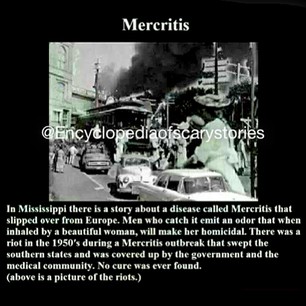 Mercritis
@Encyclopediaofscarystories
In Mississippi there is a story about a disease called Mercritis that
slipped over from Europe. Men who catch it emit an odor that when
inhaled by a beautiful woman, will make her homicidal. There was a
riot in the 1950's during a Mercritis outbreak that swept the
southern states and was covered up by the government and the
medical community. No cure was ever found.
(above is a picture of the riots.)